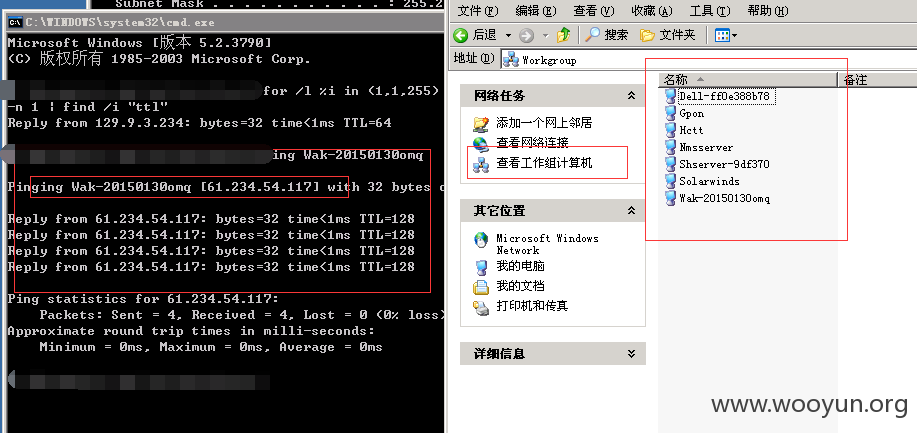 Subnet Mask . . . . . . . . . . . : 255.2
C:\WINDOWS\system32\cmd.exe
Microsoft Windows [版本 5.2.3790]
(C) 版权所有 1985-2003 Microsoft Corp.
for /l %i in (1,1,255)
-n 1 | find /i "ttl"
Reply from 129.9.3.234: bytes=32 time<1ms TTL=64
ing Wak-20150130omq
Pinging Wak-20150130omq [61.234.54.117] with 32 bytes o
Reply from 61.234.54.117: bytes=32 time<1ms TTL=128
Reply from 61.234.54.117: bytes=32 time<1ms TTL=128
Reply from 61.234.54.117: bytes=32 time<1ms TTL=128
Reply from 61.234.54.117: bytes=32 time<1ms TTL=128
Ping statistics for 61.234.54.117:
Packets: Sent = 4, Received = 4, Lost = 0 (0% loss)
Approximate round trip times in milli-seconds:
Minimum = 0ms, Maximum = 0ms, Average = 0ms
文件(F) 编辑(E) 查看(V) 收藏(A) 工具(T) 帮助(H)
后退 搜索 文件夹
地址(D) Workgroup
网络任务
添加一个网上邻居
查看网络连接
查看工作组计算机
其它位置
Microsoft Windows
Network
我的电脑
我的文档
打印机和传真
详细信息
名称 备注
Dell-ff0e388b78
Gpon
Hctt
Nmsserver
Shserver-9df370
Solarwinds
Wak-20150130omq
www.wooyun.org